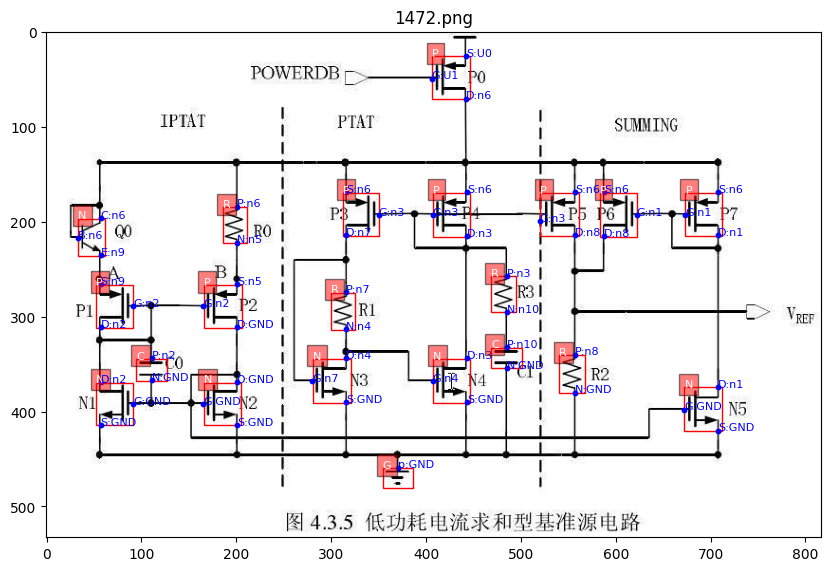 1472.png
POWERDB
P0
IPTAT
PTAT
SUMMING
P
S:U0
G:U1
D:n6
N
C:n6
B:n6
E:n9
Q0
R
P:n6
N:n5
R0
P3
S:n6
G:n3
D:n7
P
S:n6
G:n3
D:n3
P4
P
S:n6
G:n3
D:n8
P5
P6
S:n6
G:n1
D:n8
P
S:n6
G:n1
D:n1
P7
A
B
P1
S:n9
G:n2
D:n2
P
S:n5
G:n2
D:GND
P2
R
P:n7
N:n4
R1
R
P:n3
N:n10
R3
C
P:n2
N:GND
C0
C
P:n10
N:GND
C1
R
P:n8
N:GND
R2
VREF
N1
N
D:n2
G:GND
S:GND
N
D:GND
G:GND
S:GND
N2
N
D:n4
G:n7
S:GND
N3
N
D:n3
G:n4
S:GND
N4
N
D:n1
G:GND
S:GND
N5
G
p:GND
图 4.3.5 低功耗电流求和型基准源电路
0
100
200
300
400
500
0 100 200 300 400 500 600 700 800